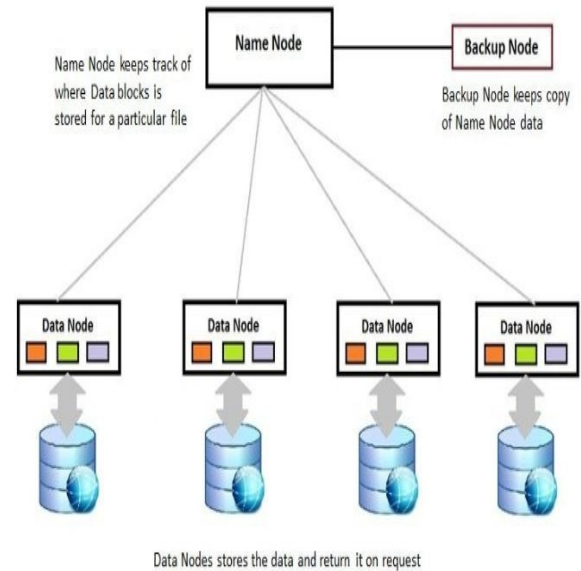 Name Node
Backup Node
Name Node keeps track of
where Data blocks is
stored for a particular file
Backup Node keeps copy
of Name Node data
Data Node
Data Node
Data Node
Data Node
Data Nodes stores the data and return it on request